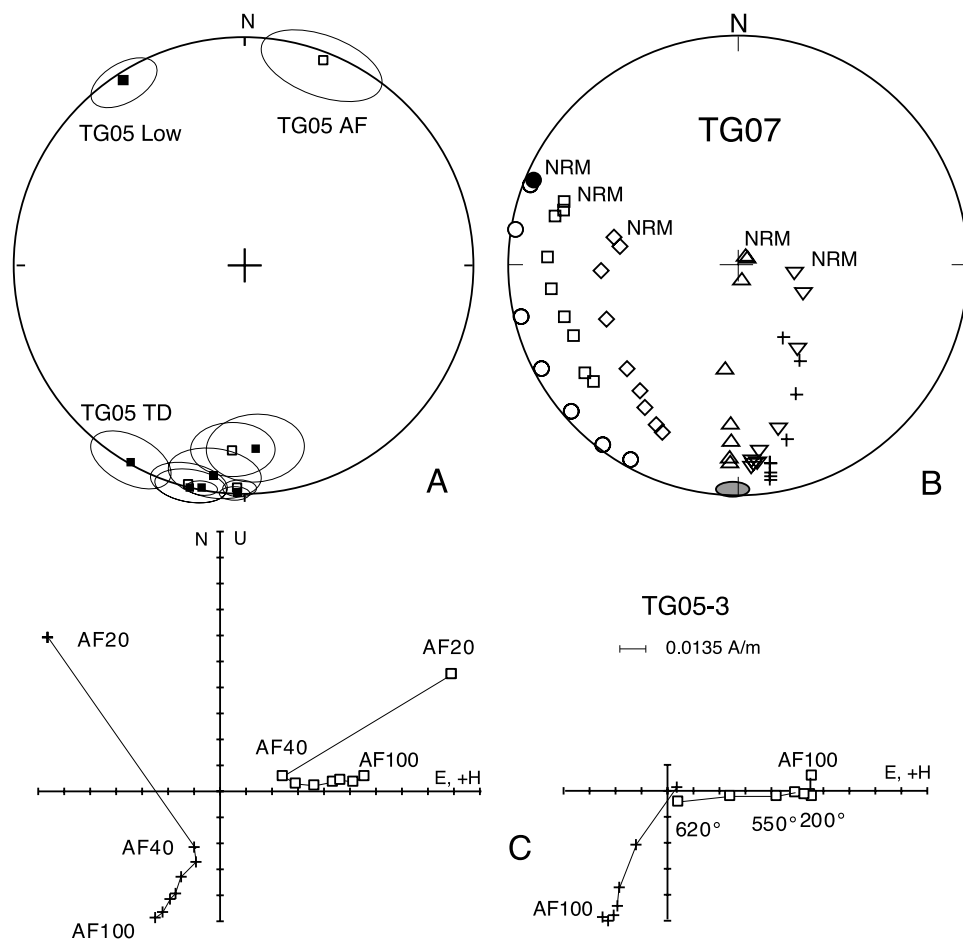 N
TG05 Low
TG05 AF
TG05 TD
A
N
TG07
NRM
NRM
NRM
NRM
NRM
B
N U
AF20
AF20
AF40
AF100
E, +H
AF40
AF100
TG05-3
0.0135 A/m
C
AF100
E, +H
620° 550° 200°
AF100